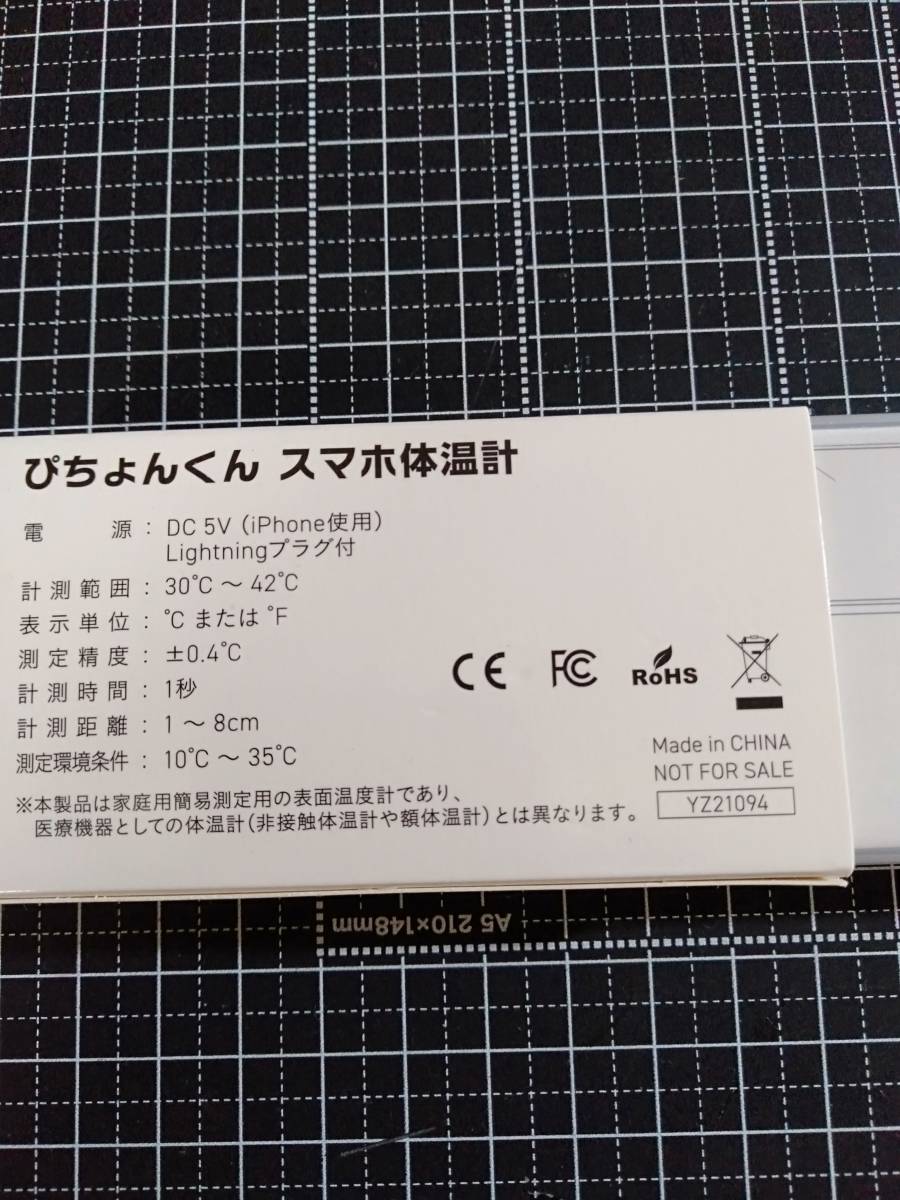 ぴちょんくん スマホ体温計
電源 : DC 5V (iPhone使用)
Lightningプラグ付
計測範囲 : 30℃ ～ 42℃
表示単位 : ℃ または ℉
測定精度 : ±0.4℃
計測時間 : 1秒
計測距離 : 1 ～ 8cm
測定環境条件 : 10℃ ～ 35℃
※本製品は家庭用簡易測定用の表面温度計であり、
医療機器としての体温計(非接触体温計や額体温計)とは異なります。
CE FC RoHS
Made in CHINA
NOT FOR SALE
YZ21094
A5 210×148mm